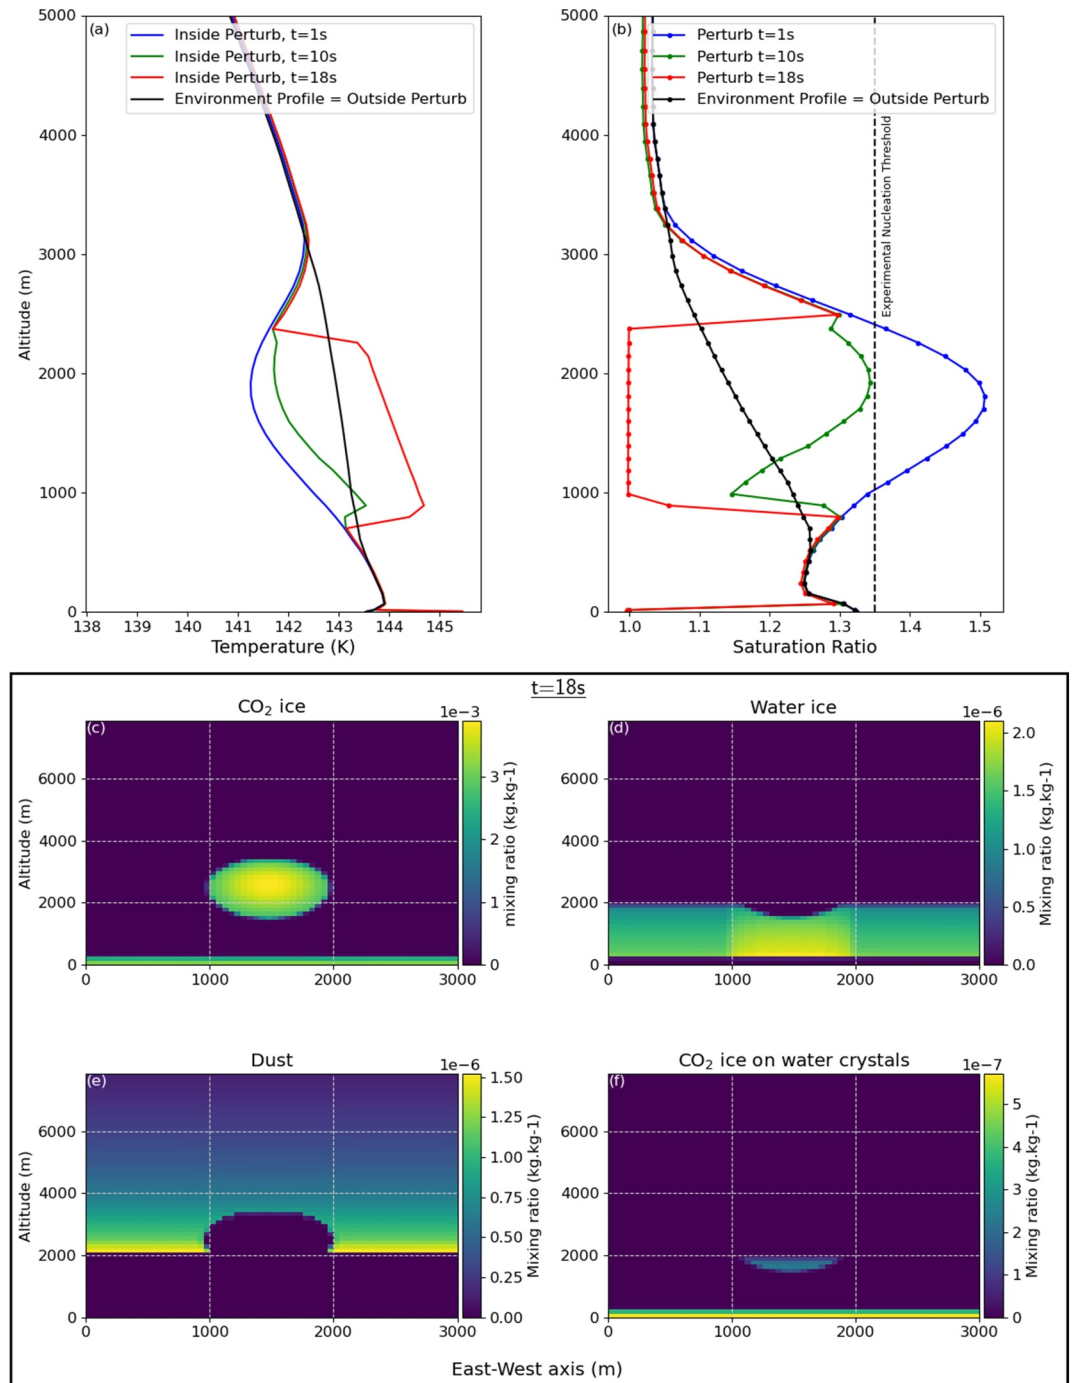 (a)
Inside Perturb, t=1s
Inside Perturb, t=10s
Inside Perturb, t=18s
Environment Profile = Outside Perturb
5000
4000
3000
2000
1000
0
Altitude (m)
138 139 140 141 142 143 144 145
Temperature (K)
(b)
Perturb t=1s
Perturb t=10s
Perturb t=18s
Environment Profile = Outside Perturb
Experimental Nucleation Threshold
5000
4000
3000
2000
1000
0
1.0 1.1 1.2 1.3 1.4 1.5
Saturation Ratio
t=18s
CO₂ ice
1e−3
(c)
6000
4000
2000
0
Altitude (m)
0 1000 2000 3000
3
2
1
0
mixing ratio (kg.kg-1)
Water ice
1e−6
(d)
6000
4000
2000
0
0 1000 2000 3000
2.0
1.5
1.0
0.5
0.0
Mixing ratio (kg.kg-1)
Dust
1e−6
(e)
6000
4000
2000
0
Altitude (m)
0 1000 2000 3000
1.50
1.25
1.00
0.75
0.50
0.25
0.00
Mixing ratio (kg.kg-1)
CO₂ ice on water crystals
1e−7
(f)
6000
4000
2000
0
0 1000 2000 3000
5
4
3
2
1
0
Mixing ratio (kg.kg-1)
East-West axis (m)